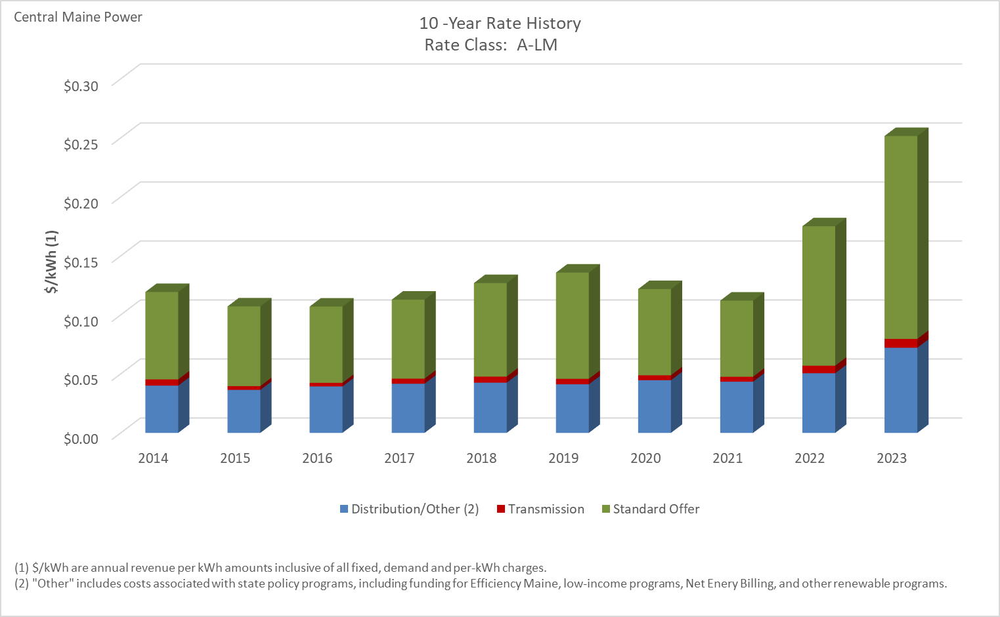 Central Maine Power
10 -Year Rate History
Rate Class:  A-LM
$0.30
$0.25
$0.20
$0.15
$0.10
$0.05
$0.00
$/kWh (1)
2014 2015 2016 2017 2018 2019 2020 2021 2022 2023
Distribution/Other (2) Transmission Standard Offer
(1) $/kWh are annual revenue per kWh amounts inclusive of all fixed, demand and per-kWh charges.
(2) "Other" includes costs associated with state policy programs, including funding for Efficiency Maine, low-income programs, Net Enery Billing, and other renewable programs.